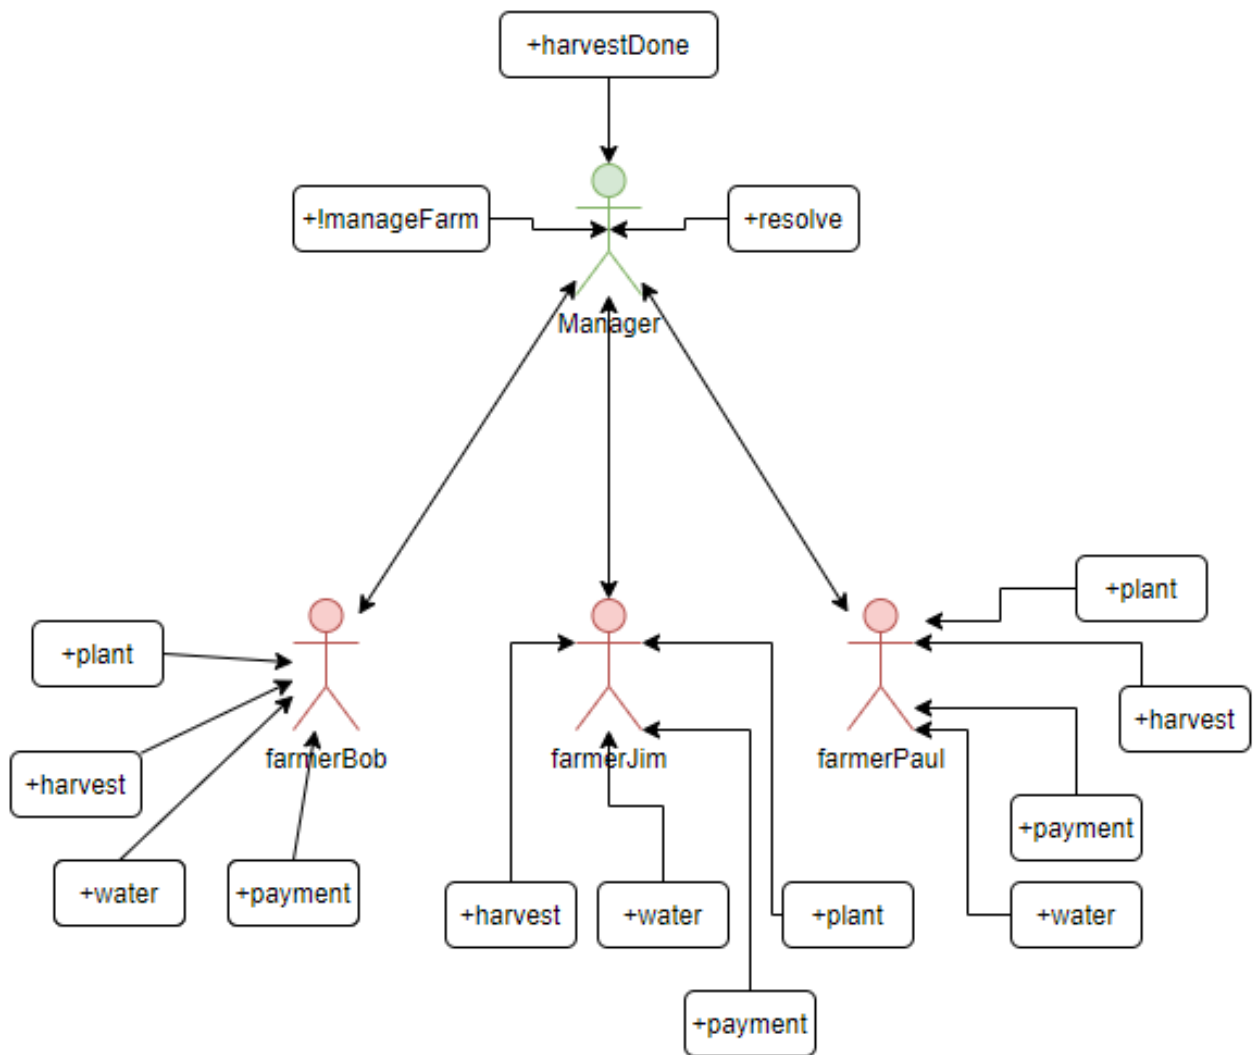 +harvestDone
+!manageFarm
+resolve
Manager
+plant
+plant
+harvest
farmerBob
farmerJim
farmerPaul
+harvest
+payment
+water
+payment
+harvest
+water
+plant
+water
+payment